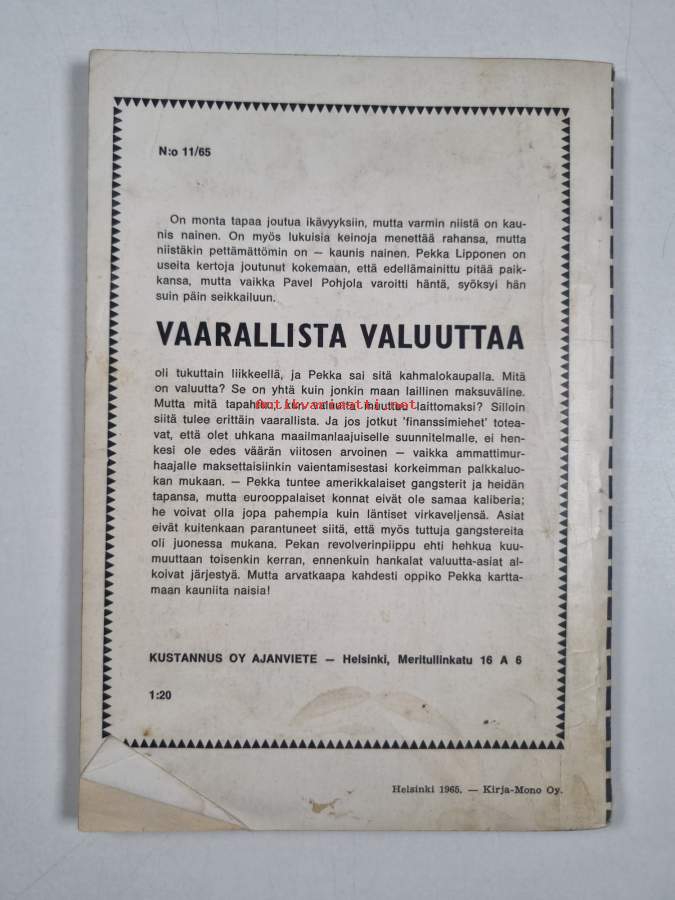 N:o 11/65
On monta tapaa joutua ikävyyksiin, mutta varmin niistä on kau-
nis nainen. On myös lukuisia keinoja menettää rahansa, mutta
niistäkin pettämättömin on — kaunis nainen. Pekka Lipponen on
useita kertoja joutunut kokemaan, että edellämainittu pitää paik-
kansa, mutta vaikka Pavel Pohjola varoitti häntä, syöksyi hän
suin päin seikkailuun.
VAARALLISTA VALUUTTAA
oli tukuttain liikkeellä, ja Pekka sai sitä kahmalokaupalla. Mitä
on valuutta? Se on yhtä kuin jonkin maan laillinen maksuväline.
Mutta mitä tapahtuu, kun valuutta muuttuu laittomaksi? Silloin
Antikvariaatti.net
siitä tulee erittäin vaarallista. Ja jos jotkut 'finanssimiehet' totea-
vat, että olet uhkana maailmanlaajuiselle suunnitelmalle, ei hen-
kesi ole edes väärän viitosen arvoinen — vaikka ammattimur-
haajalle maksettaisiinkin vaientamisestasi korkeimman palkkaluo-
kan mukaan. — Pekka tuntee amerikkalaiset gangsterit ja heidän
tapansa, mutta eurooppalaiset konnat eivät ole samaa kaliberia;
he voivat olla jopa pahempia kuin läntiset virkaveljensä. Asiat
eivät kuitenkaan parantuneet siitä, että myös tuttuja gangstereita
oli juonessa mukana. Pekan revolverinpiippu ehti hehkua kuu-
muuttaan toisenkin kerran, ennenkuin hankalat valuutta-asiat al-
koivat järjestyä. Mutta arvatkaapa kahdesti oppiko Pekka kartta-
maan kauniita naisia!
KUSTANNUS OY AJANVIETE — Helsinki, Meritullinkatu 16 A 6
1:20
Helsinki 1965. — Kirja-Mono Oy.